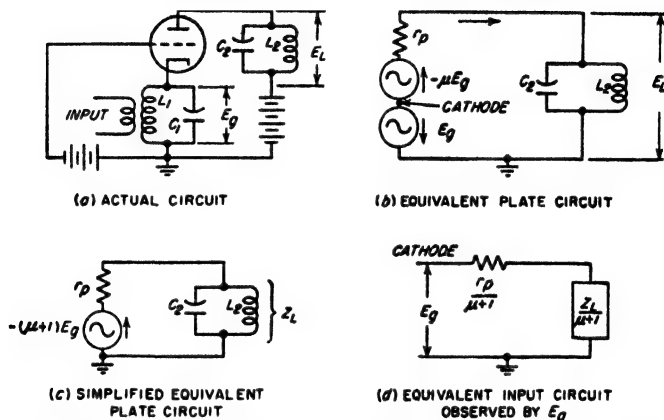 C2
L2
EL
INPUT
L1
C1
Eg
(a) ACTUAL CIRCUIT
rp
-μEg
CATHODE
Eg
C2
L2
EL
(b) EQUIVALENT PLATE CIRCUIT
rp
-(μ+1)Eg
C2
L2
ZL
(c) SIMPLIFIED EQUIVALENT
PLATE CIRCUIT
CATHODE
rp
μ+1
Eg
ZL
μ+1
(d) EQUIVALENT INPUT CIRCUIT
OBSERVED BY Eg